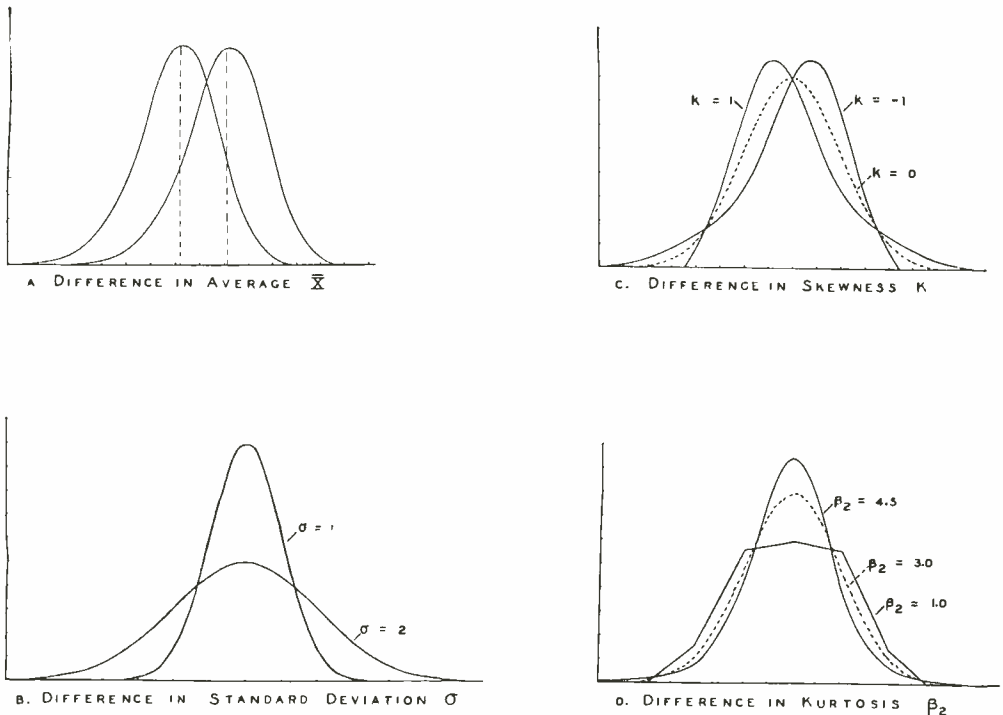 A DIFFERENCE IN AVERAGE X̿
K = 1
K = -1
K = 0
C. DIFFERENCE IN SKEWNESS K
σ = 1
σ = 2
B. DIFFERENCE IN STANDARD DEVIATION σ
β2 = 4.5
β2 = 3.0
β2 = 1.0
D. DIFFERENCE IN KURTOSIS β2